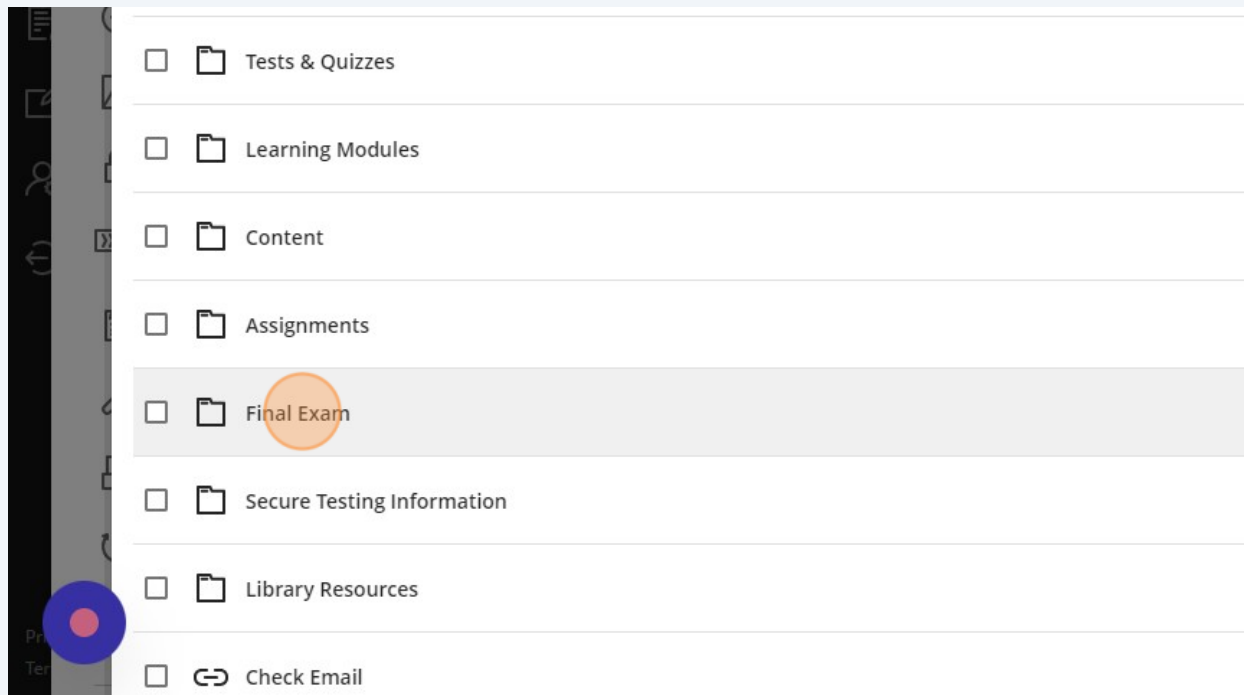 Tests & Quizzes
Learning Modules
Content
Assignments
Final Exam
Secure Testing Information
Library Resources
Check Email